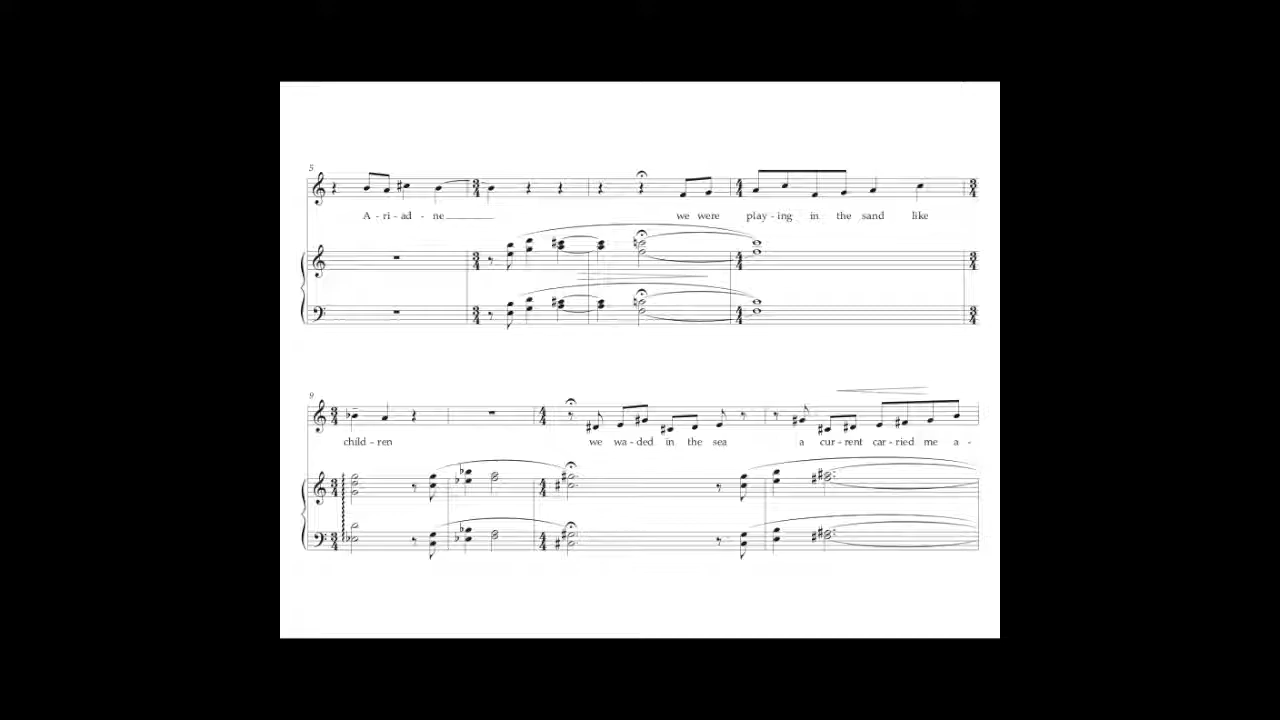 5
A - ri - ad - ne we were play - ing in the sand like
9
child - ren we wa - ded in the sea a cur - rent car - ried me a -